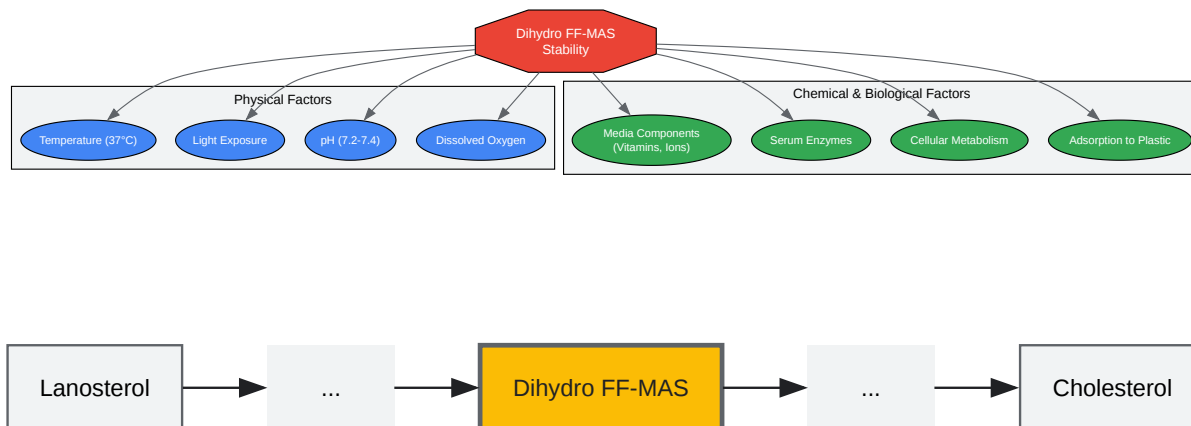 Dihydro FF-MAS
Stability
Physical Factors
Chemical & Biological Factors
Temperature (37°C)
Light Exposure
pH (7.2-7.4)
Dissolved Oxygen
Media Components
(Vitamins, Ions)
Serum Enzymes
Cellular Metabolism
Adsorption to Plastic
Lanosterol
...
Dihydro FF-MAS
...
Cholesterol